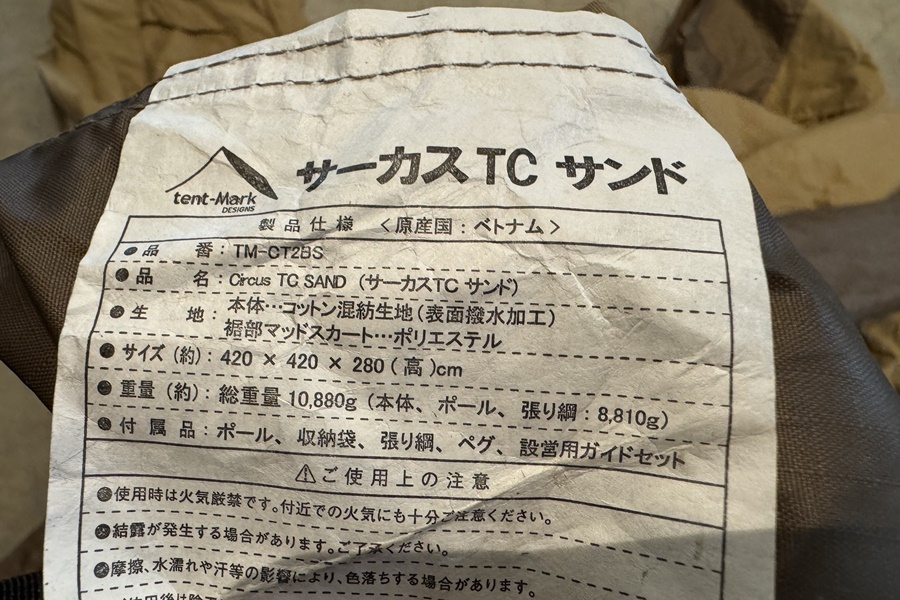 tent-Mark
DESIGNS
サーカスTC サンド
製品仕様 〈原産国：ベトナム〉
●品 番：TM-CT2BS
●品 名：Circus TC SAND（サーカスTC サンド）
●生 地：本体…コットン混紡生地（表面撥水加工）
裾部マッドスカート…ポリエステル
●サイズ（約）：420 × 420 × 280（高）cm
●重量（約）：総重量 10,880g（本体、ポール、張り綱：8,810g）
●付属品：ポール、収納袋、張り綱、ペグ、設営用ガイドセット
⚠ご使用上の注意
●使用時は火気厳禁です。付近での火気にも十分ご注意ください。
●結露が発生する場合があります。ご了承ください。
●摩擦、水濡れや汗等の影響により、色落ちする場合があります。